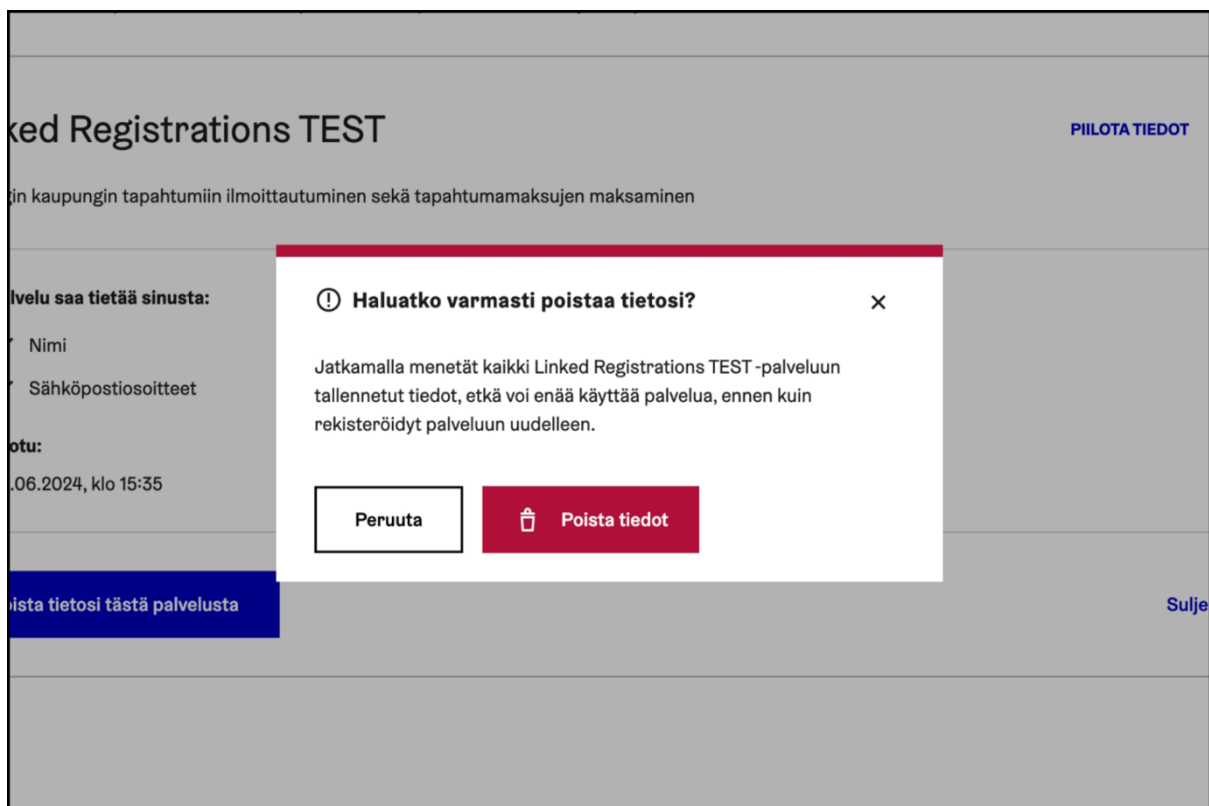 ked Registrations TEST
PIILOTA TIEDOT
gin kaupungin tapahtumiin ilmoittautuminen sekä tapahtumamaksujen maksaminen
lvelu saa tietää sinusta:
Nimi
Sähköpostiosoitteet
otu:
.06.2024, klo 15:35
Haluatko varmasti poistaa tietosi?
Jatkamalla menetät kaikki Linked Registrations TEST -palveluun
tallennetut tiedot, etkä voi enää käyttää palvelua, ennen kuin
rekisteröidyt palveluun uudelleen.
Peruuta
Poista tiedot
oista tietosi tästä palvelusta
Sulje